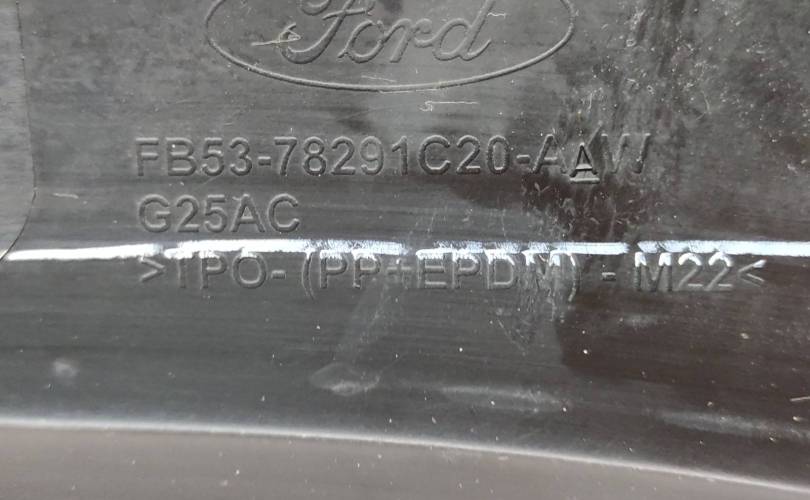 Ford
FB53-78291C20-AAW
G25AC
>TPO- (PP+EPDM) - M22<